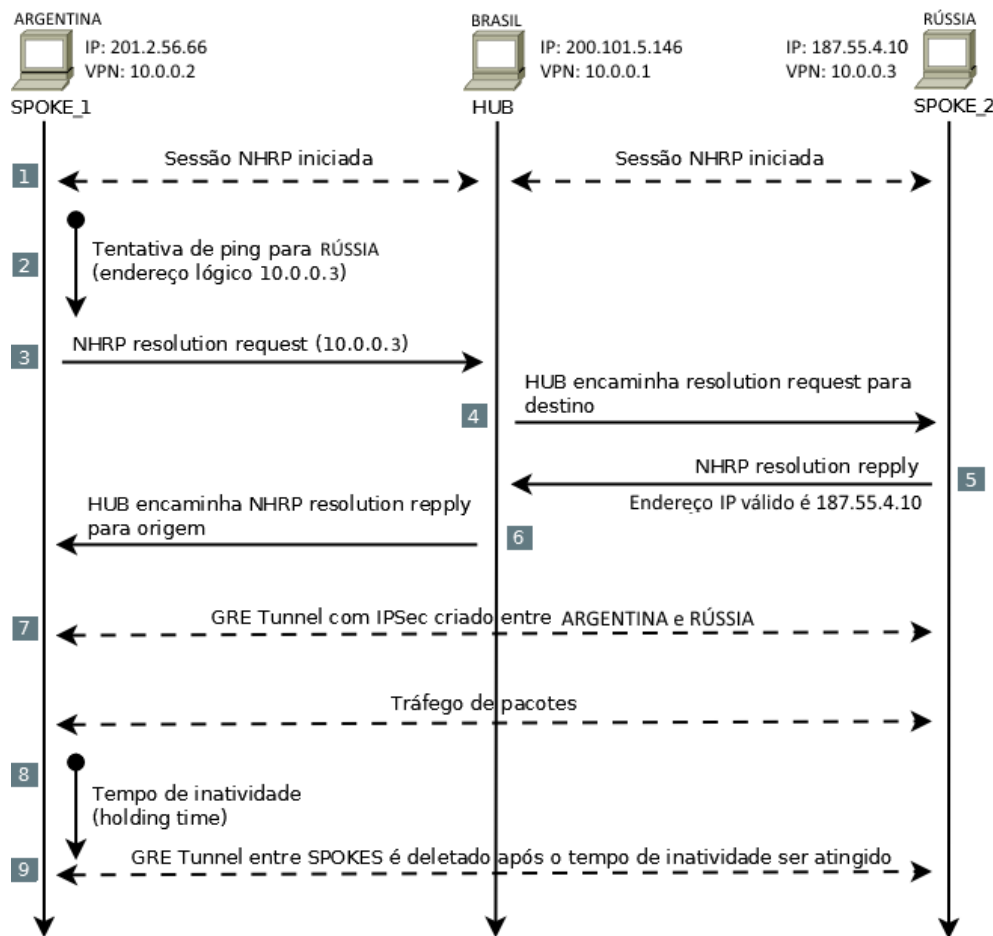 ARGENTINA
IP: 201.2.56.66
VPN: 10.0.0.2
SPOKE_1
BRASIL
IP: 200.101.5.146
VPN: 10.0.0.1
HUB
RÚSSIA
IP: 187.55.4.10
VPN: 10.0.0.3
SPOKE_2
1
Sessão NHRP iniciada
Sessão NHRP iniciada
2
Tentativa de ping para RÚSSIA
(endereço lógico 10.0.0.3)
3
NHRP resolution request (10.0.0.3)
4
HUB encaminha resolution request para
destino
5
NHRP resolution repply
Endereço IP válido é 187.55.4.10
6
HUB encaminha NHRP resolution repply
para origem
7
GRE Tunnel com IPSec criado entre ARGENTINA e RÚSSIA
Tráfego de pacotes
8
Tempo de inatividade
(holding time)
9
GRE Tunnel entre SPOKES é deletado após o tempo de inatividade ser atingido